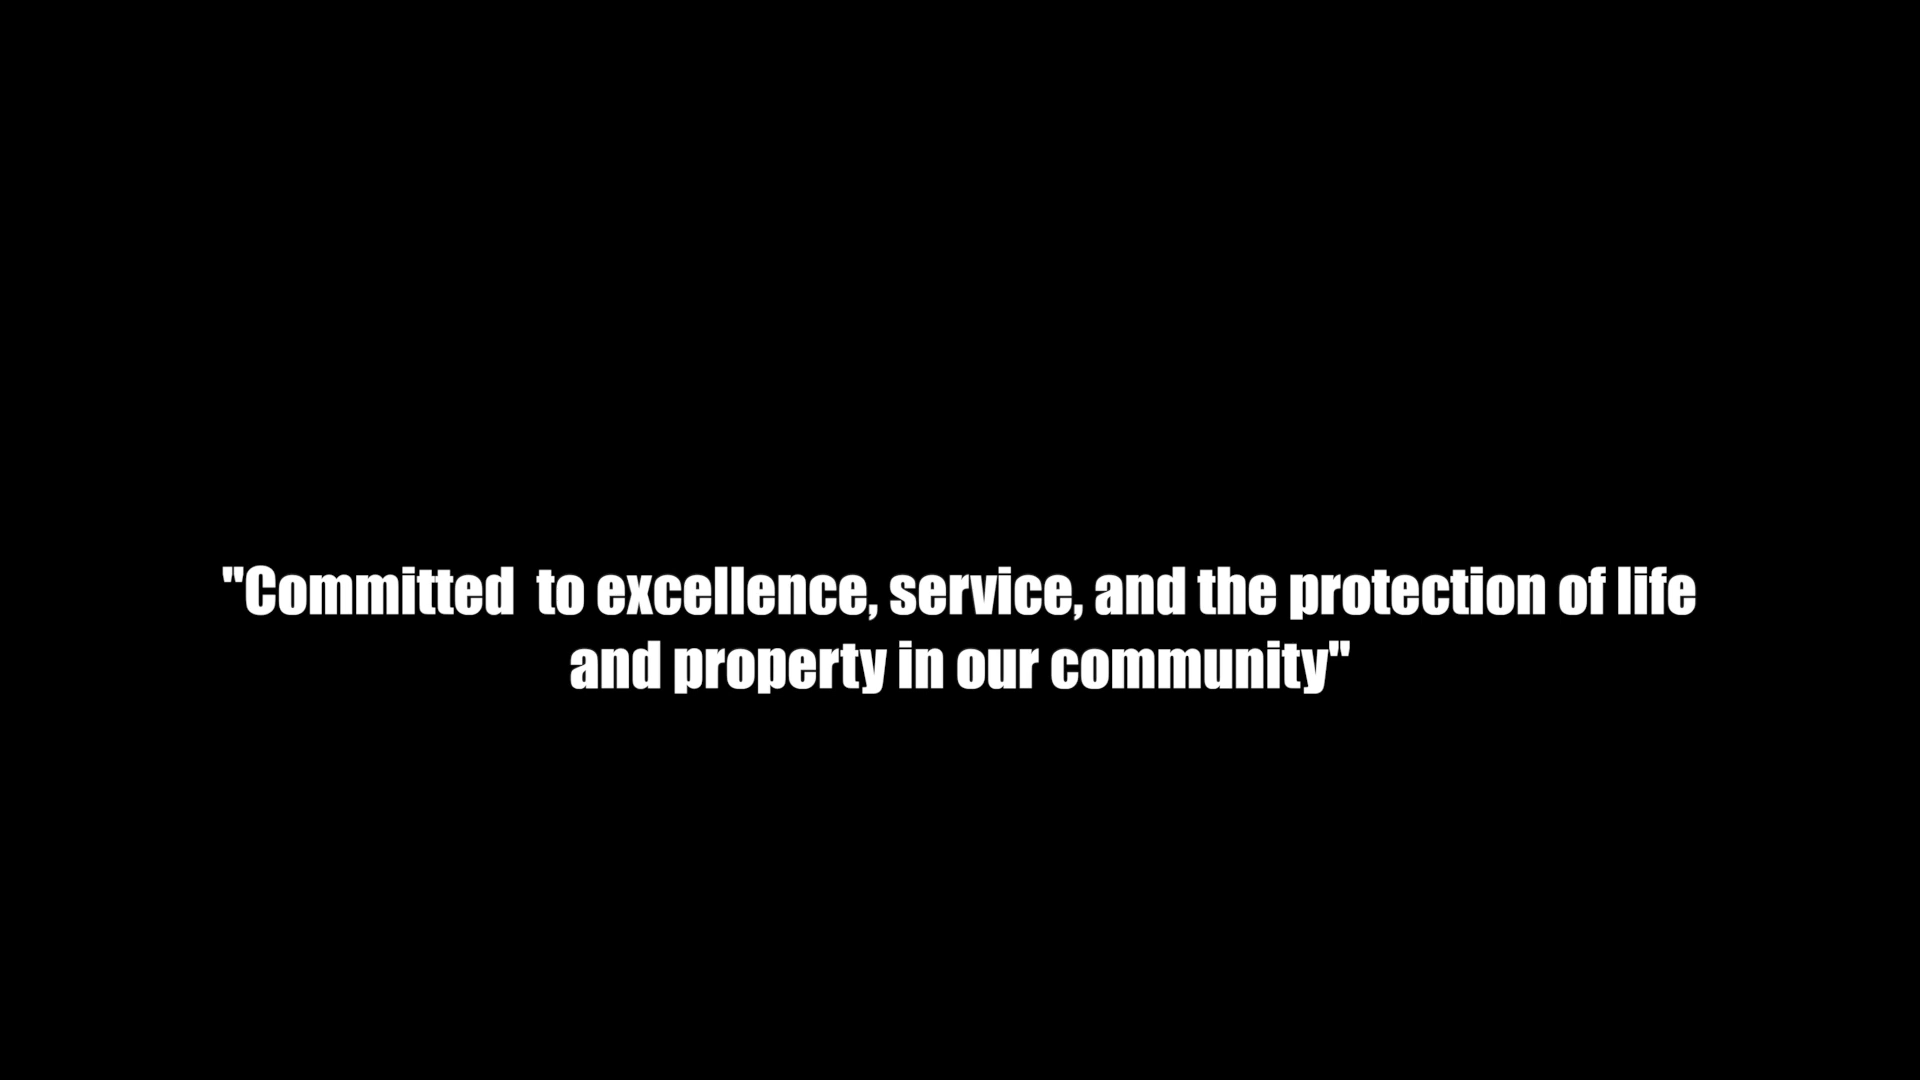 "Committed  to excellence, service, and the protection of life
and property in our community"